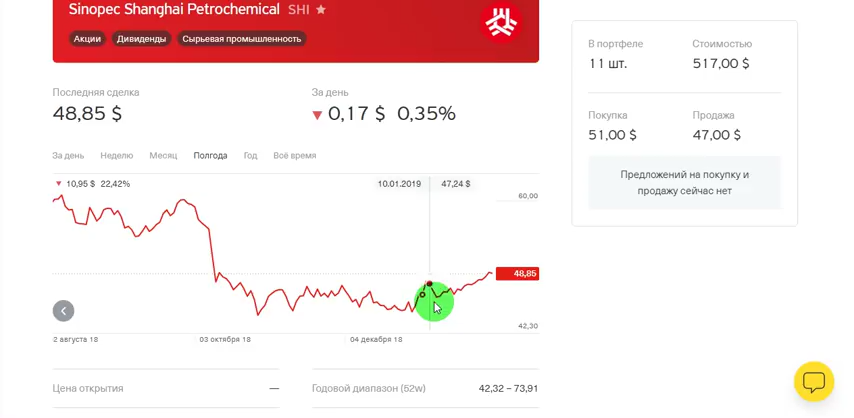 Sinopec Shanghai Petrochemical SHI
Акции Дивиденды Сырьевая промышленность
Последняя сделка За день
48,85 $ 0,17 $ 0,35%
За день Неделю Месяц Полгода Год Всё время
10,95 $ 22,42% 10.01.2019 47,24 $
60,00
48,85
42,30
2 августа 18 03 октября 18 04 декабря 18
Цена открытия — Годовой диапазон (52w) 42,32 – 73,91
В портфеле Стоимостью
11 шт. 517,00 $
Покупка Продажа
51,00 $ 47,00 $
Предложений на покупку и
продажу сейчас нет